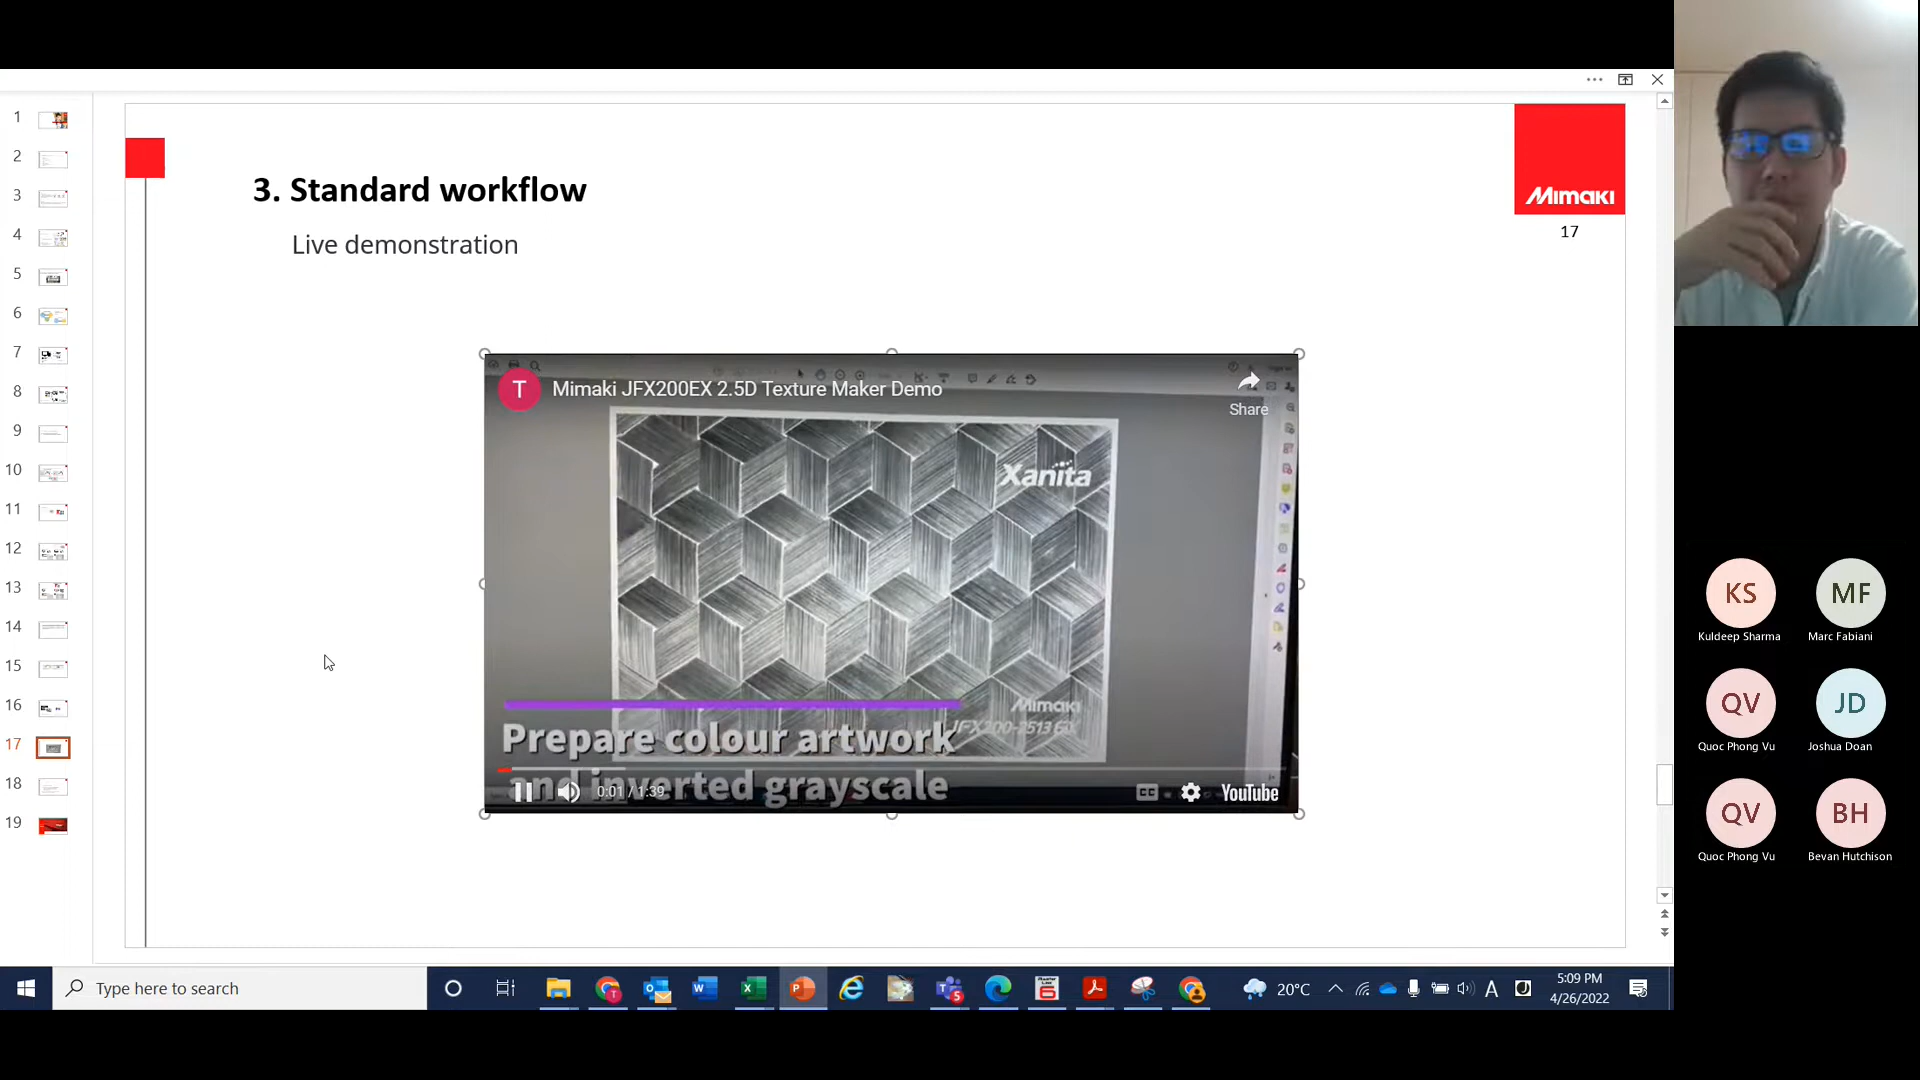 1
2
3
4
5
6
7
8
9
10
11
12
13
14
15
16
17
18
19
3. Standard workflow
Live demonstration
Mimaki
17
T
Mimaki JFX200EX 2.5D Texture Maker Demo
Share
Xanita
Mimaki
JFX200-2513 EX
Prepare colour artwork
and inverted grayscale
0:01 / 1:39
CC
YouTube
KS
Kuldeep Sharma
MF
Marc Fabiani
QV
Quoc Phong Vu
JD
Joshua Doan
QV
Quoc Phong Vu
BH
Bevan Hutchison
Type here to search
20°C
A
5:09 PM
4/26/2022